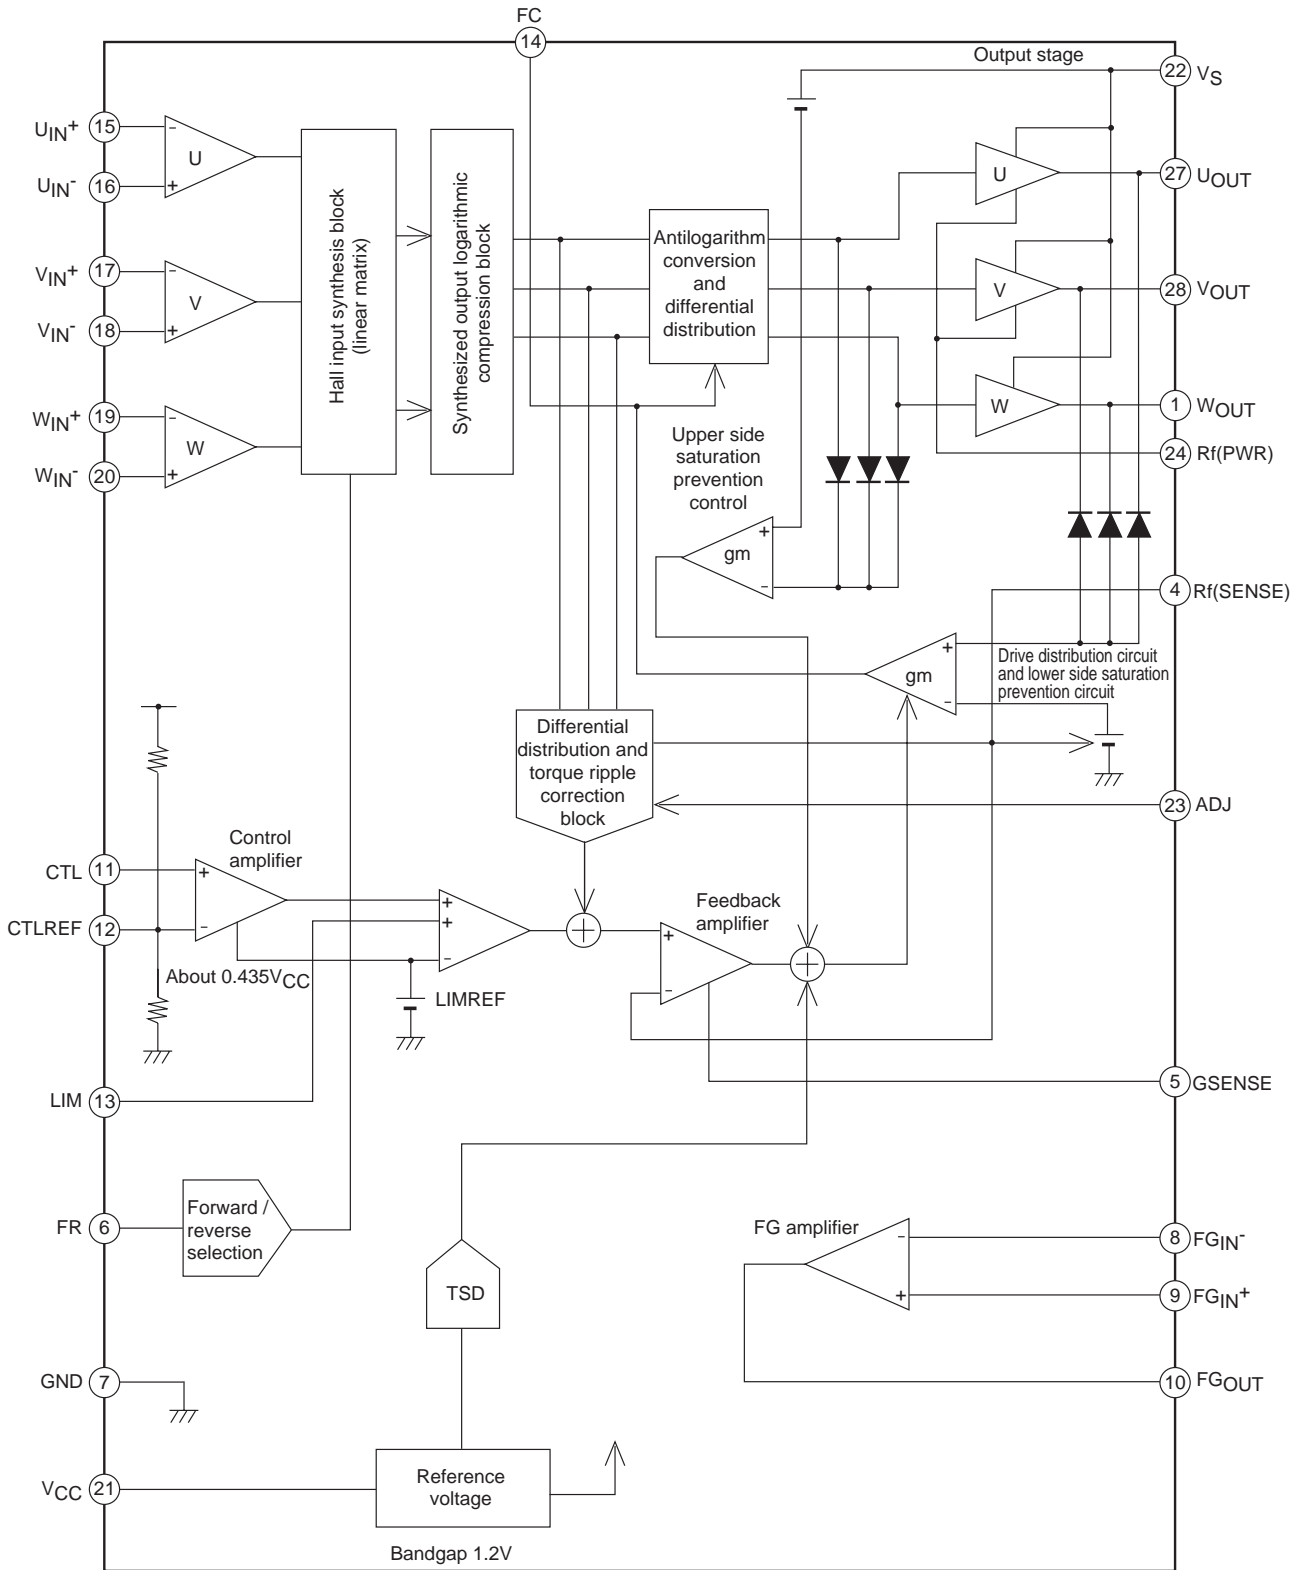 FC
14
Output stage
22 VS
UIN+ 15
- U
+
UIN- 16
U
27 UOUT
VIN+ 17
- V
+
VIN- 18
V
28 VOUT
WIN+ 19
- W
+
WIN- 20
W
1 WOUT
24 Rf(PWR)
Hall input synthesis block
(linear matrix)
Synthesized output logarithmic
compression block
Antilogarithm
conversion
and
differential
distribution
Upper side
saturation
prevention
control
+
gm
-
4 Rf(SENSE)
+
gm
-
Drive distribution circuit
and lower side saturation
prevention circuit
Differential
distribution and
torque ripple
correction
block
23 ADJ
Control
amplifier
CTL 11
+
CTLREF 12
-
About 0.435VCC
+
+
-
LIMREF
Feedback
amplifier
+
-
LIM 13
5 GSENSE
FR 6
Forward /
reverse
selection
TSD
FG amplifier
-
8 FGIN-
+
9 FGIN+
GND 7
10 FGOUT
VCC 21
Reference
voltage
Bandgap 1.2V